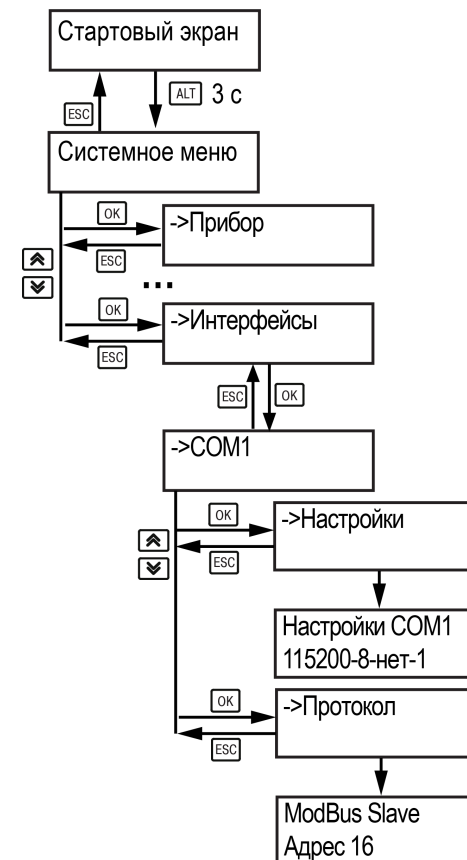 Стартовый экран
ESC
ALT 3 с
Системное меню
OK
->Прибор
ESC
...
OK
->Интерфейсы
ESC
ESC
OK
->COM1
OK
->Настройки
ESC
Настройки COM1
115200-8-нет-1
OK
->Протокол
ESC
ModBus Slave
Адрес 16